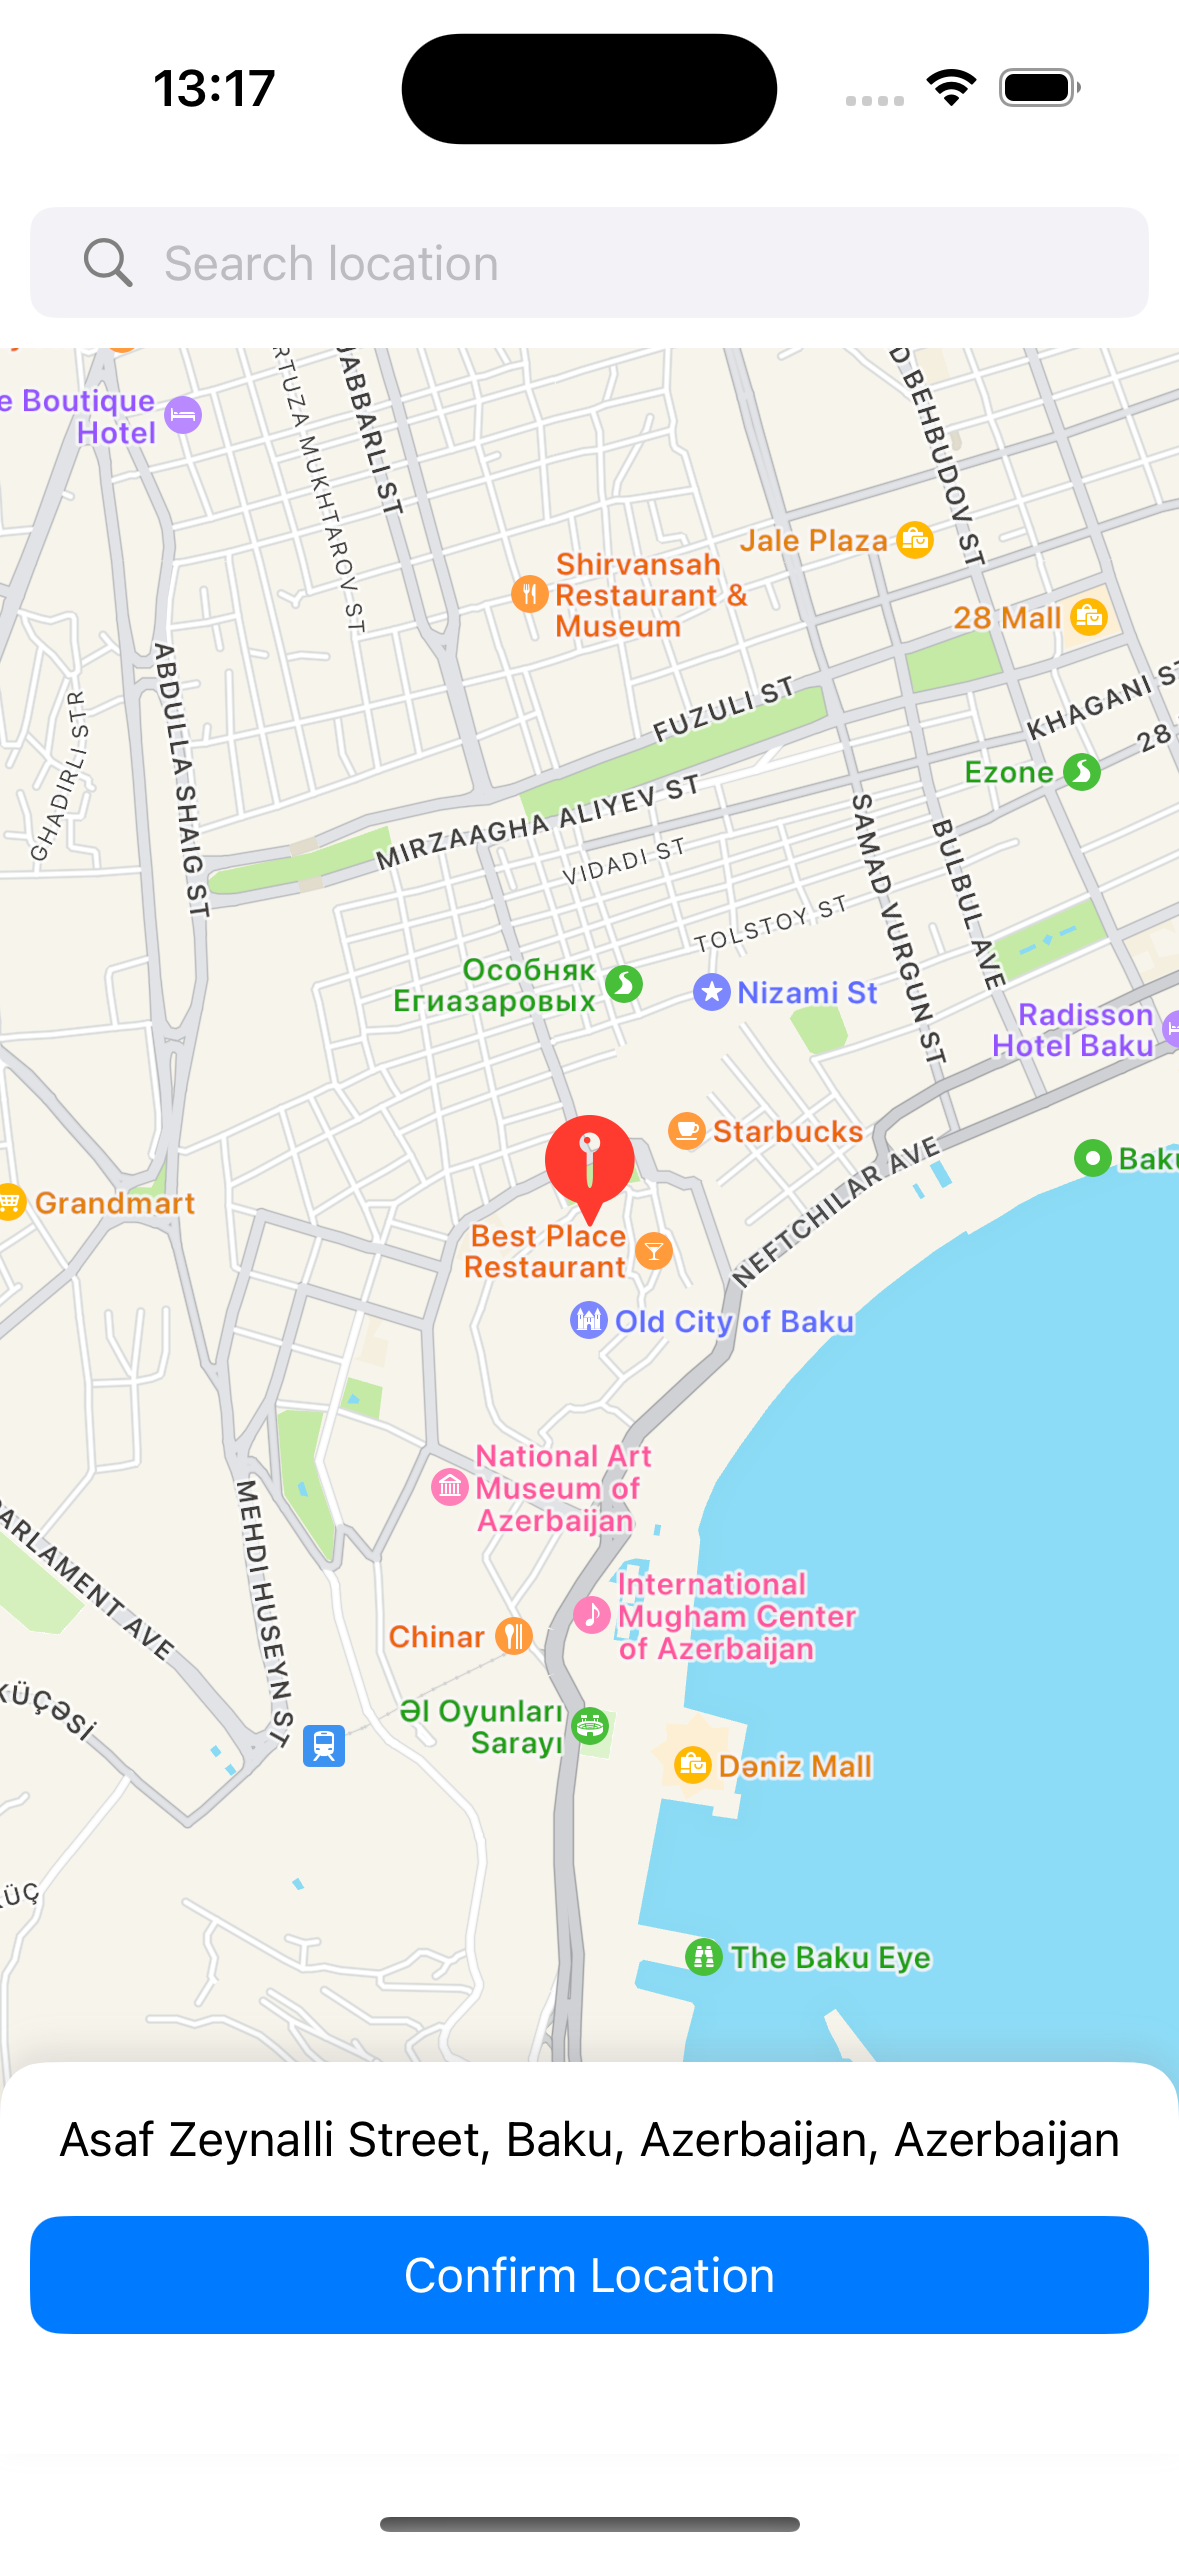 13:17
Search location
e Boutique
Hotel
RTUZA MUKHTAROV ST
JABBARLI ST
D BEHBUDOV ST
Jale Plaza
Shirvansah
Restaurant &
Museum
28 Mall
ABDULLA SHAIG ST
GHADIRLI STR
FUZULI ST
KHAGANI ST
28
Ezone
MIRZAAGHA ALIYEV ST
VIDADI ST
SAMAD VURGUN ST
BULBUL AVE
TOLSTOY ST
Особняк
Егиазаровых
Nizami St
Radisson
Hotel Baku
Starbucks
NEFTCHILAR AVE
Baku
Grandmart
Best Place
Restaurant
Old City of Baku
National Art
Museum of
Azerbaijan
PARLAMENT AVE
MEHDI HUSEYN ST
International
Mugham Center
of Azerbaijan
Chinar
KÜÇƏSİ
Əl Oyunları
Sarayı
Dəniz Mall
KÜÇ
The Baku Eye
Asaf Zeynalli Street, Baku, Azerbaijan, Azerbaijan
Confirm Location